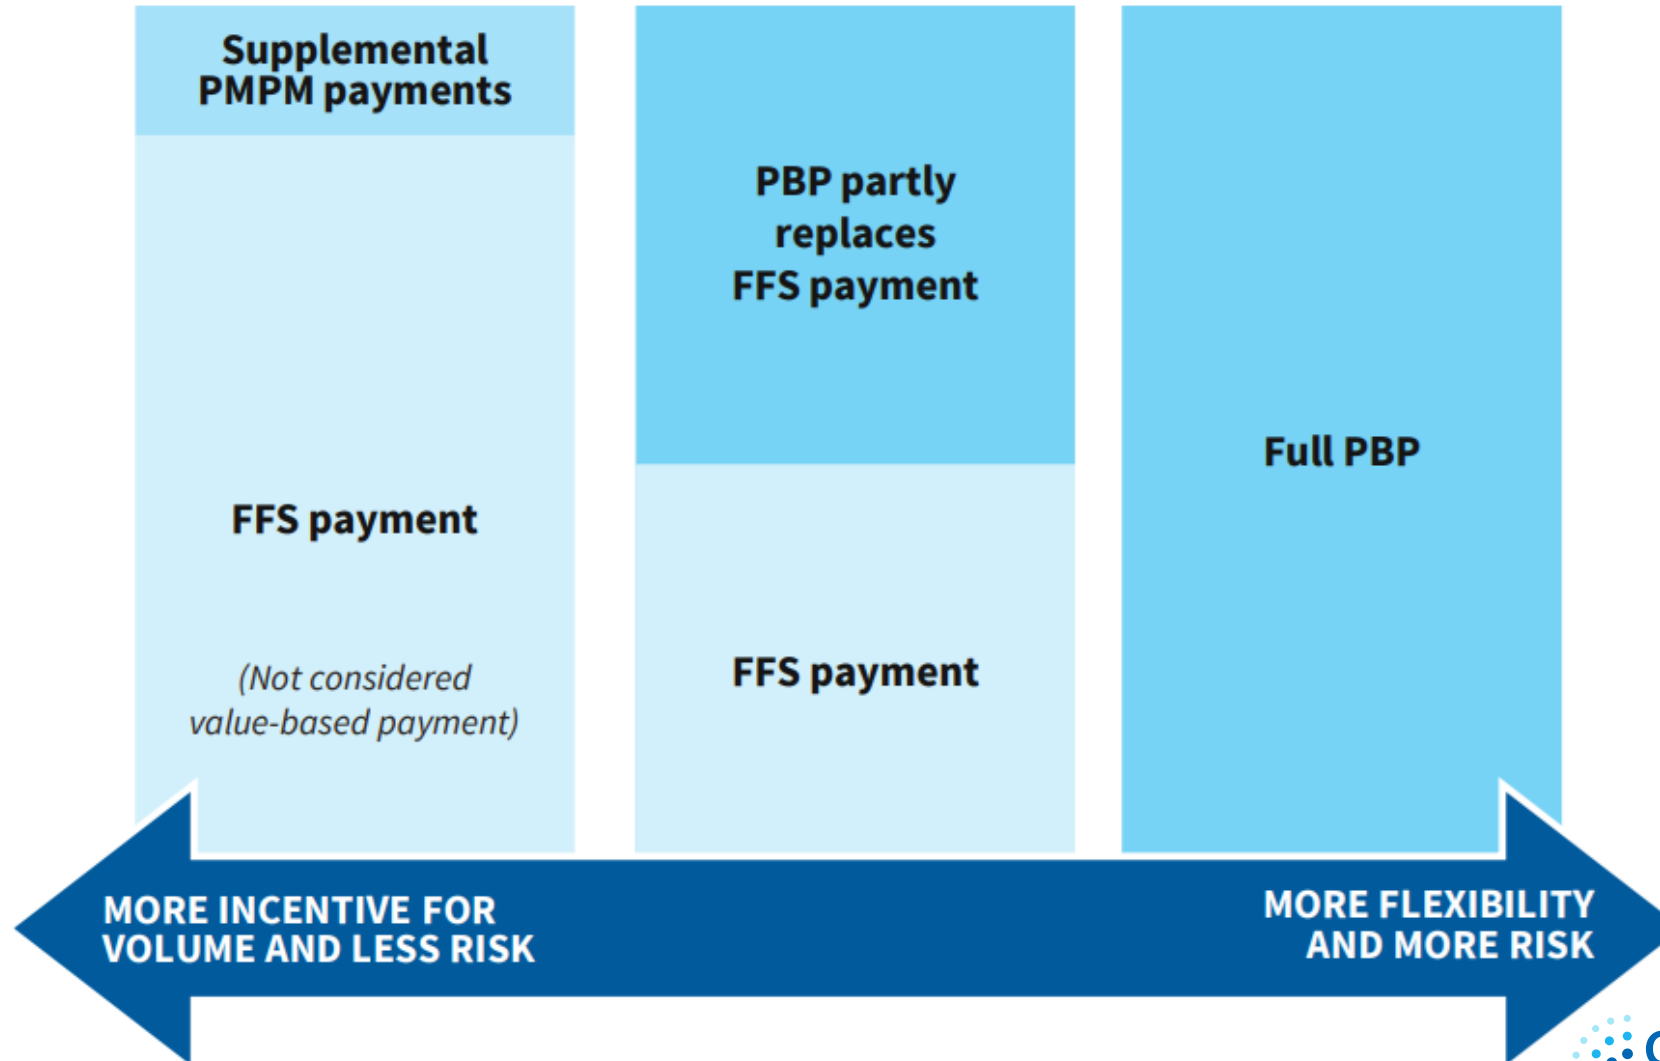 Supplemental
PMPM payments
FFS payment
(Not considered
value-based payment)
PBP partly
replaces
FFS payment
FFS payment
Full PBP
MORE INCENTIVE FOR
VOLUME AND LESS RISK
MORE FLEXIBILITY
AND MORE RISK